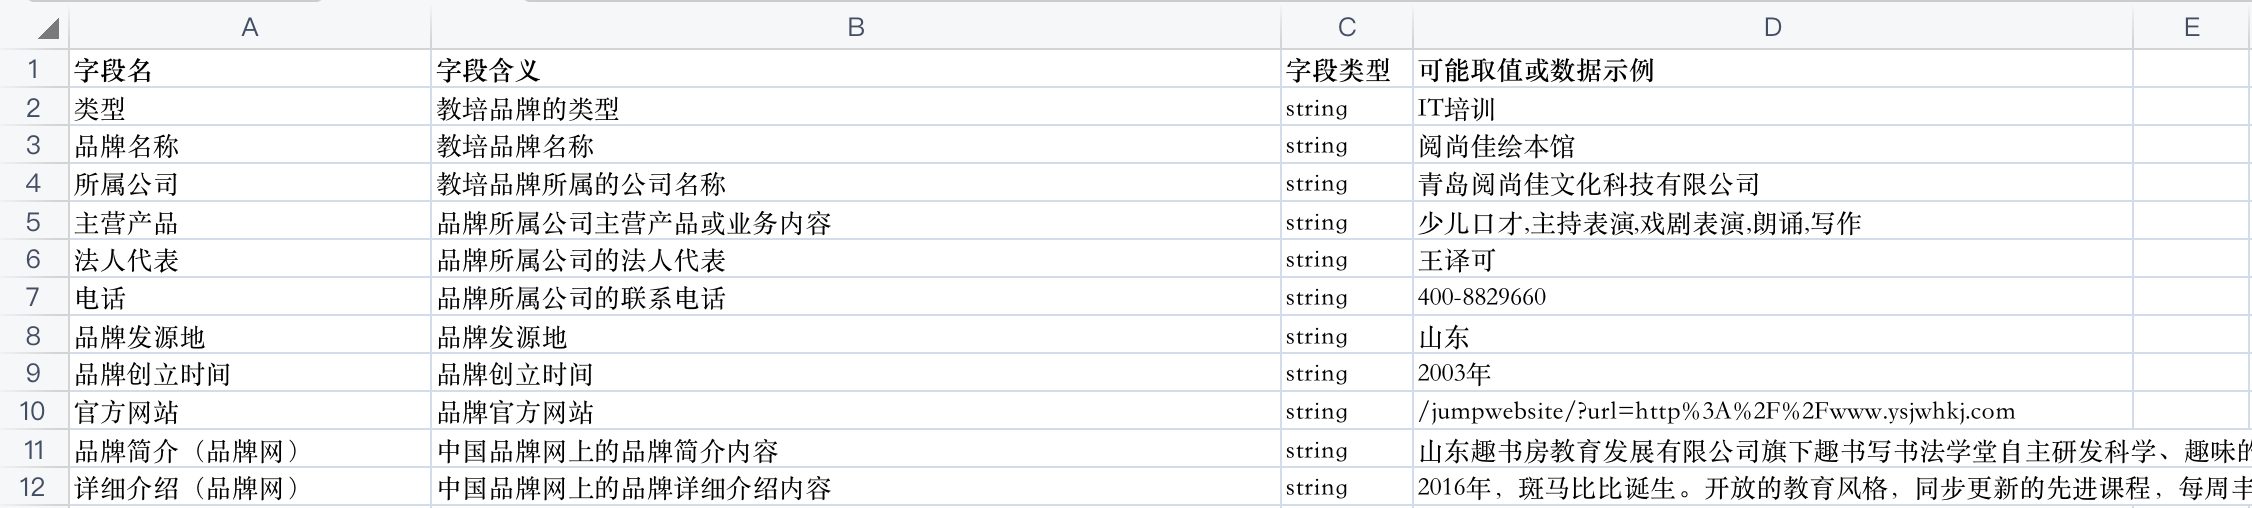 A B C D E
1 字段名 字段含义 字段类型 可能取值或数据示例
2 类型 教培品牌的类型 string IT培训
3 品牌名称 教培品牌名称 string 阅尚佳绘本馆
4 所属公司 教培品牌所属的公司名称 string 青岛阅尚佳文化科技有限公司
5 主营产品 品牌所属公司主营产品或业务内容 string 少儿口才,主持表演,戏剧表演,朗诵,写作
6 法人代表 品牌所属公司的法人代表 string 王译可
7 电话 品牌所属公司的联系电话 string 400-8829660
8 品牌发源地 品牌发源地 string 山东
9 品牌创立时间 品牌创立时间 string 2003年
10 官方网站 品牌官方网站 string /jumpwebsite/?url=http%3A%2F%2Fwww.ysjwhkj.com
11 品牌简介（品牌网） 中国品牌网上的品牌简介内容 string 山东趣书房教育发展有限公司旗下趣书写书法学堂自主研发科学、趣味的
12 详细介绍（品牌网） 中国品牌网上的品牌详细介绍内容 string 2016年，斑马比比诞生。开放的教育风格，同步更新的先进课程，每周丰